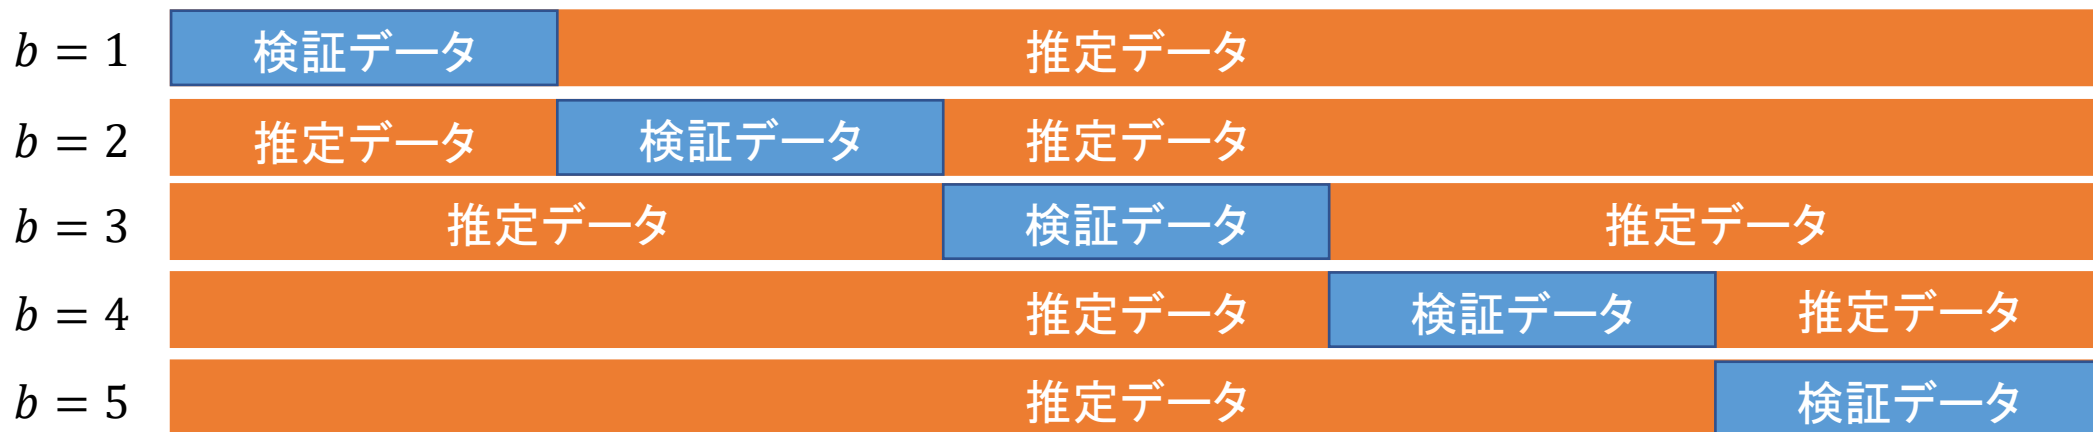 b = 1 検証データ 推定データ
b = 2 推定データ 検証データ 推定データ
b = 3 推定データ 検証データ 推定データ
b = 4 推定データ 検証データ 推定データ
b = 5 推定データ 検証データ